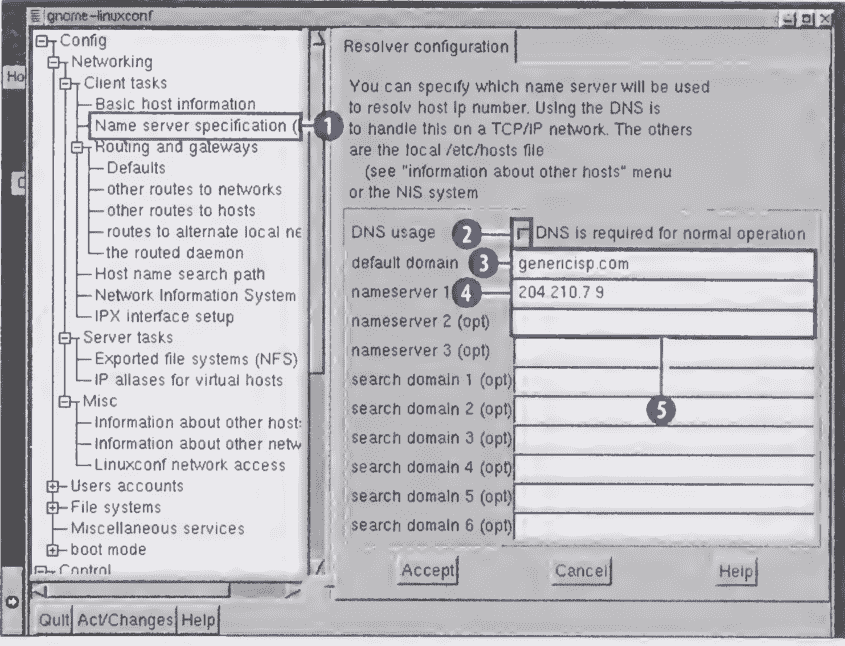 gnome-linuxconf
Ho
Config
Networking
Client tasks
Basic host information
Name server specification (
Routing and gateways
Defaults
other routes to networks
other routes to hosts
routes to alternate local ne
the routed daemon
Host name search path
Network Information System
IPX interface setup
Server tasks
Exported file systems (NFS)
IP aliases for virtual hosts
Misc
Information about other host
Information about other netw
Linuxconf network access
Users accounts
File systems
Miscellaneous services
boot mode
Control
Quit Act/Changes Help
1
Resolver configuration
You can specify which name server will be used
to resolv host ip number. Using the DNS is
to handle this on a TCP/IP network. The others
are the local /etc/hosts file
(see "information about other hosts" menu
or the NIS system
DNS usage 2 DNS is required for normal operation
default domain 3 genericisp.com
nameserver 1 4 204.210.7.9
nameserver 2 (opt)
nameserver 3 (opt)
search domain 1 (opt)
search domain 2 (opt) 5
search domain 3 (opt)
search domain 4 (opt)
search domain 5 (opt)
search domain 6 (opt)
Accept Cancel Help